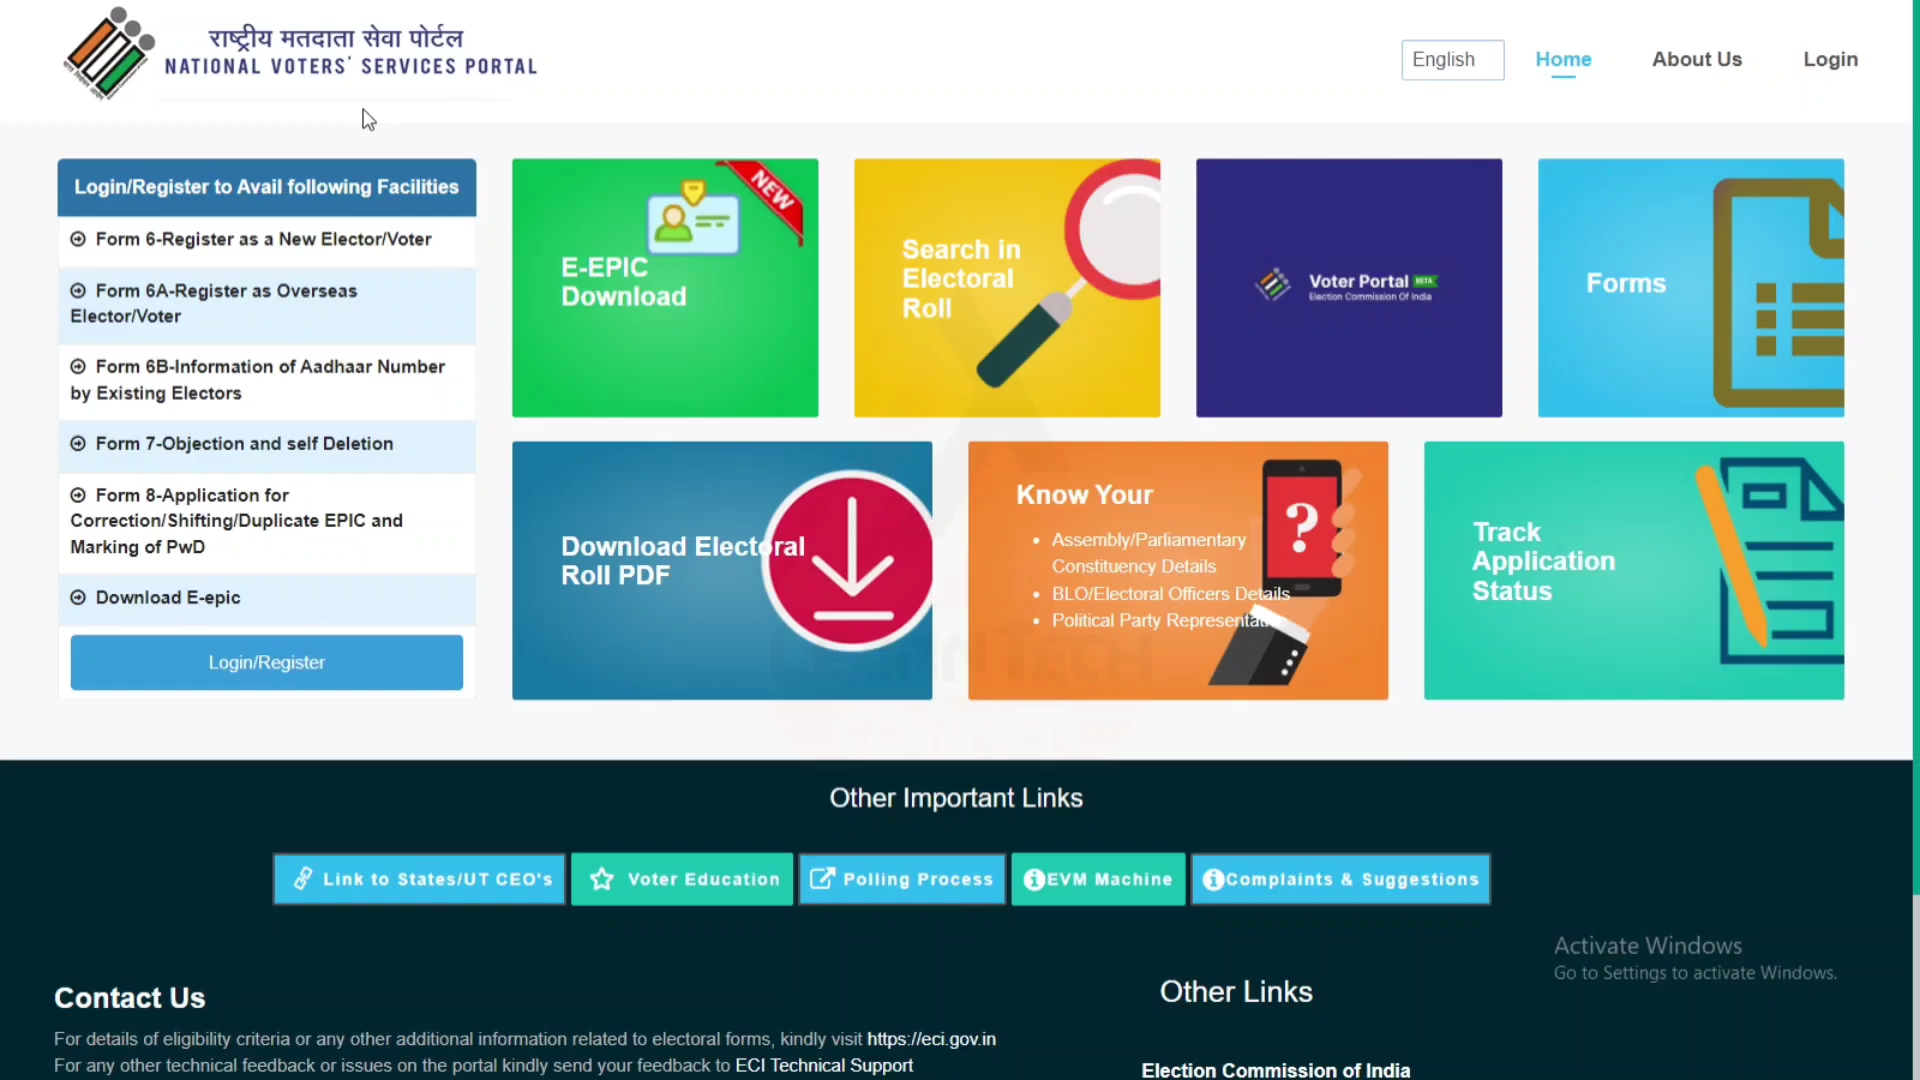 राष्ट्रीय मतदाता सेवा पोर्टल
NATIONAL VOTERS' SERVICES PORTAL
English
Home
About Us
Login
Login/Register to Avail following Facilities
Form 6-Register as a New Elector/Voter
Form 6A-Register as Overseas
Elector/Voter
Form 6B-Information of Aadhaar Number
by Existing Electors
Form 7-Objection and self Deletion
Form 8-Application for
Correction/Shifting/Duplicate EPIC and
Marking of PwD
Download E-epic
Login/Register
NEW
E-EPIC
Download
Search in
Electoral
Roll
Voter Portal BETA
Election Commission Of India
Forms
Download Electoral
Roll PDF
Know Your
Assembly/Parliamentary
Constituency Details
BLO/Electoral Officers Details
Political Party
?
Track
Application
Status
LEARN TECH
CORNER
Other Important Links
Link to States/UT CEO's
Voter Education
Polling Process
EVM Machine
Complaints & Suggestions
Activate Windows
Go to Settings to activate Windows.
Contact Us
For details of eligibility criteria or any other additional information related to electoral forms, kindly visit https://eci.gov.in
For any other technical feedback or issues on the portal kindly send your feedback to ECI Technical Support
Other Links
Election Commission of India